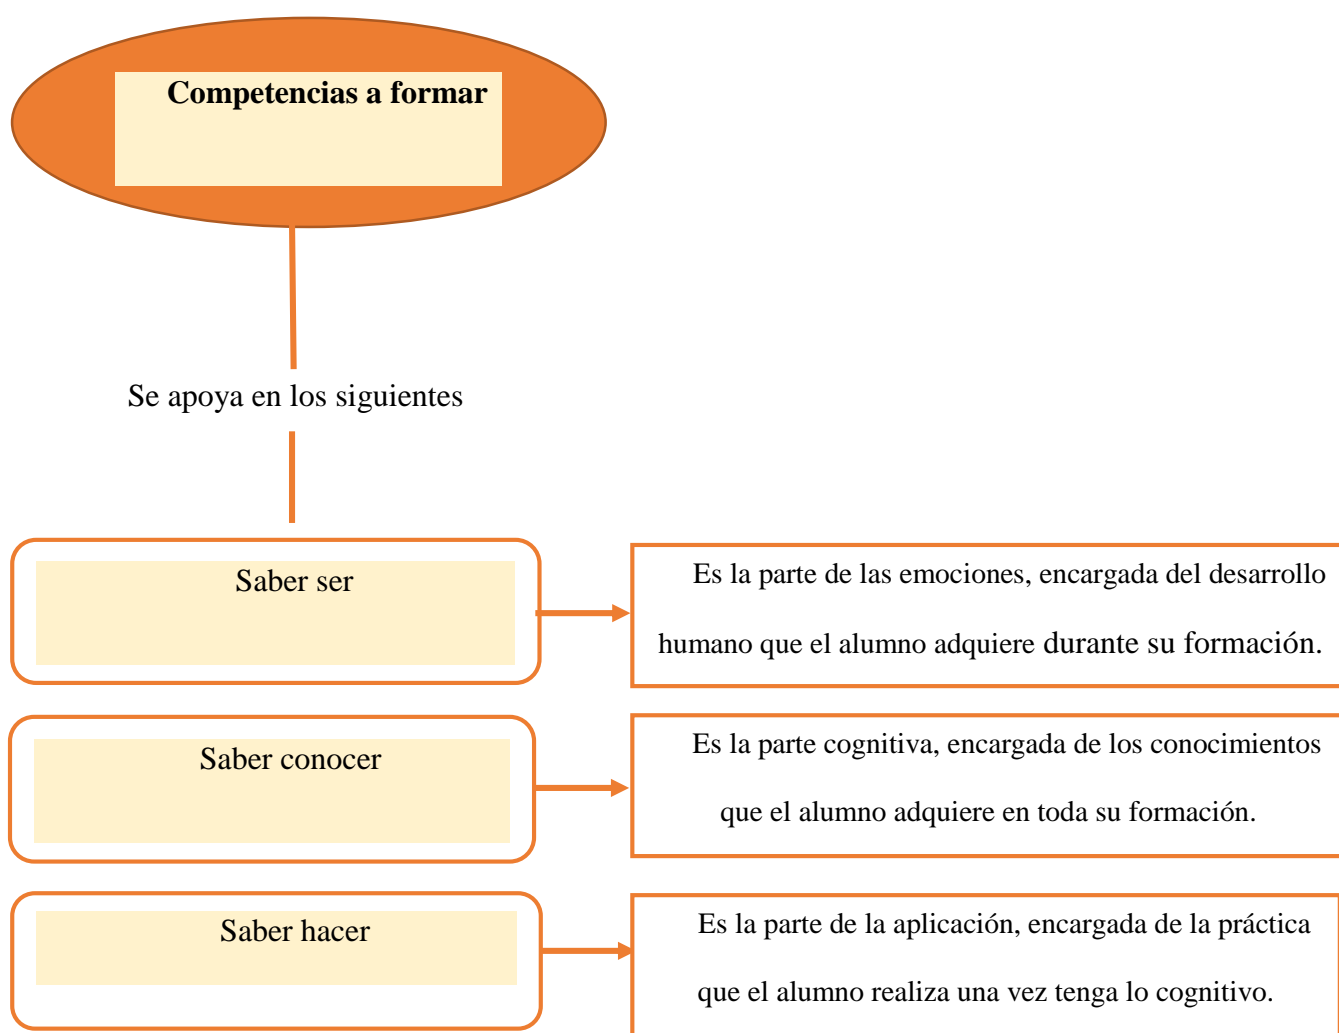 Competencias a formar
Se apoya en los siguientes
Saber ser
Es la parte de las emociones, encargada del desarrollo
humano que el alumno adquiere durante su formación.
Saber conocer
Es la parte cognitiva, encargada de los conocimientos
que el alumno adquiere en toda su formación.
Saber hacer
Es la parte de la aplicación, encargada de la práctica
que el alumno realiza una vez tenga lo cognitivo.